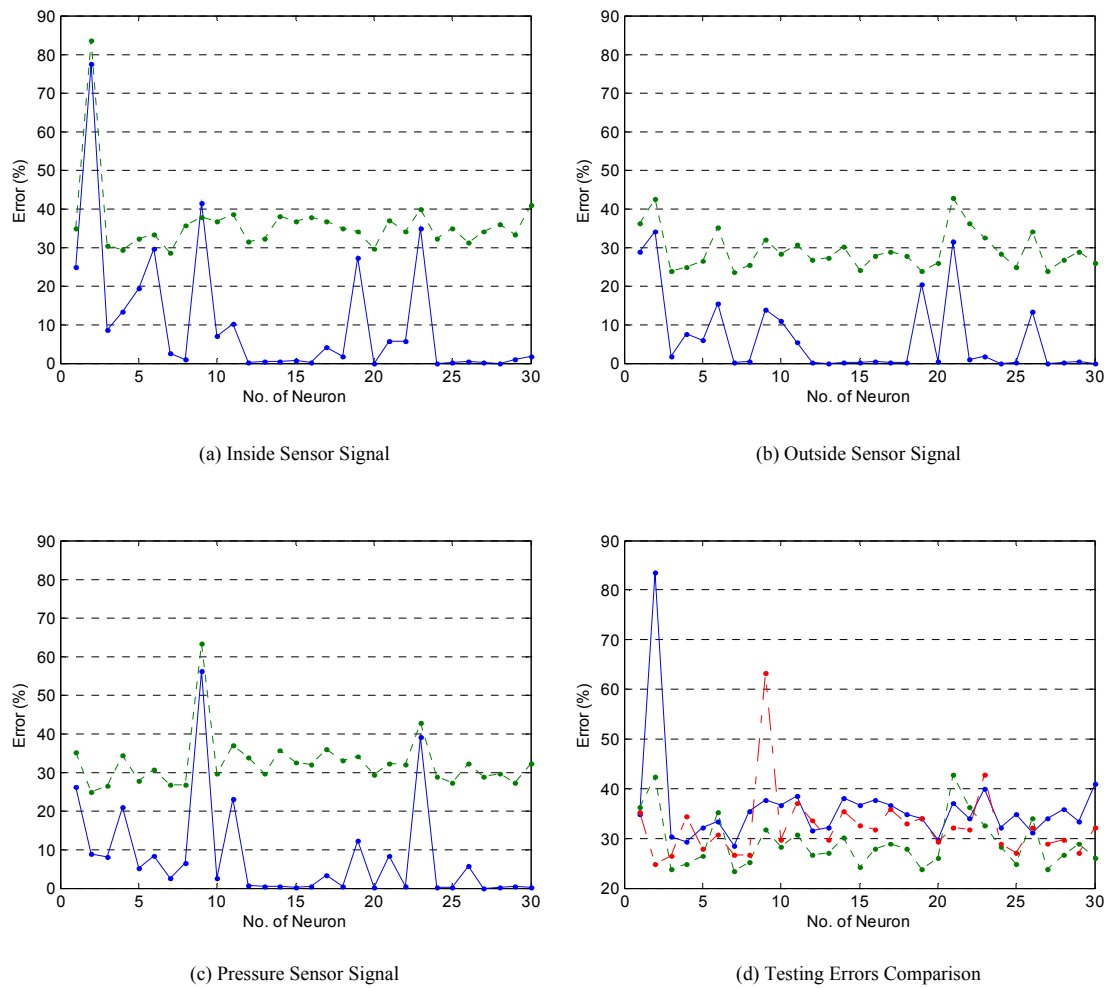 90
80
70
60
50
40
30
20
10
0
Error (%)
0 5 10 15 20 25 30
No. of Neuron
(a) Inside Sensor Signal
90
80
70
60
50
40
30
20
10
0
Error (%)
0 5 10 15 20 25 30
No. of Neuron
(b) Outside Sensor Signal
90
80
70
60
50
40
30
20
10
0
Error (%)
0 5 10 15 20 25 30
No. of Neuron
(c) Pressure Sensor Signal
90
80
70
60
50
40
30
20
Error (%)
0 5 10 15 20 25 30
No. of Neuron
(d) Testing Errors Comparison